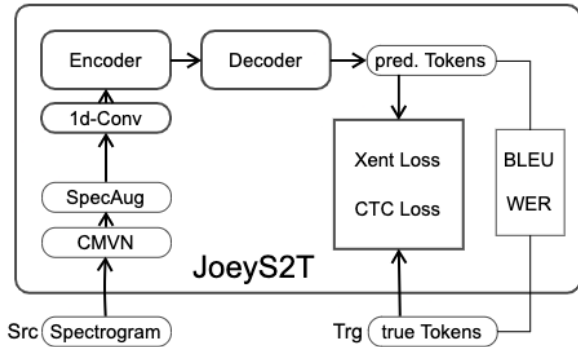 Encoder
Decoder
pred. Tokens
1d-Conv
Xent Loss
CTC Loss
BLEU
WER
SpecAug
CMVN
JoeyS2T
Src Spectrogram
Trg true Tokens